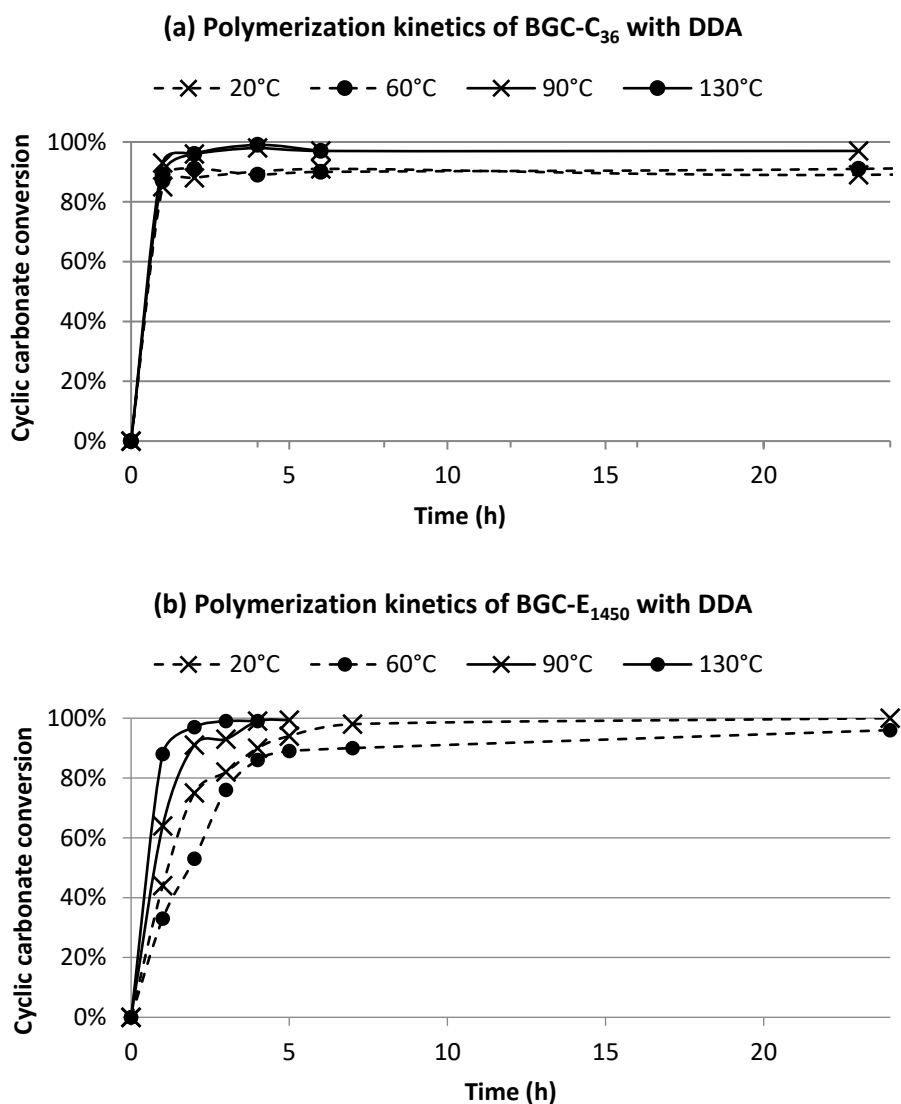 (a) Polymerization kinetics of BGC-C36 with DDA
20°C 60°C 90°C 130°C
100%
80%
60%
40%
20%
0%
Cyclic carbonate conversion
0 5 10 15 20
Time (h)
(b) Polymerization kinetics of BGC-E1450 with DDA
20°C 60°C 90°C 130°C
100%
80%
60%
40%
20%
0%
Cyclic carbonate conversion
0 5 10 15 20
Time (h)